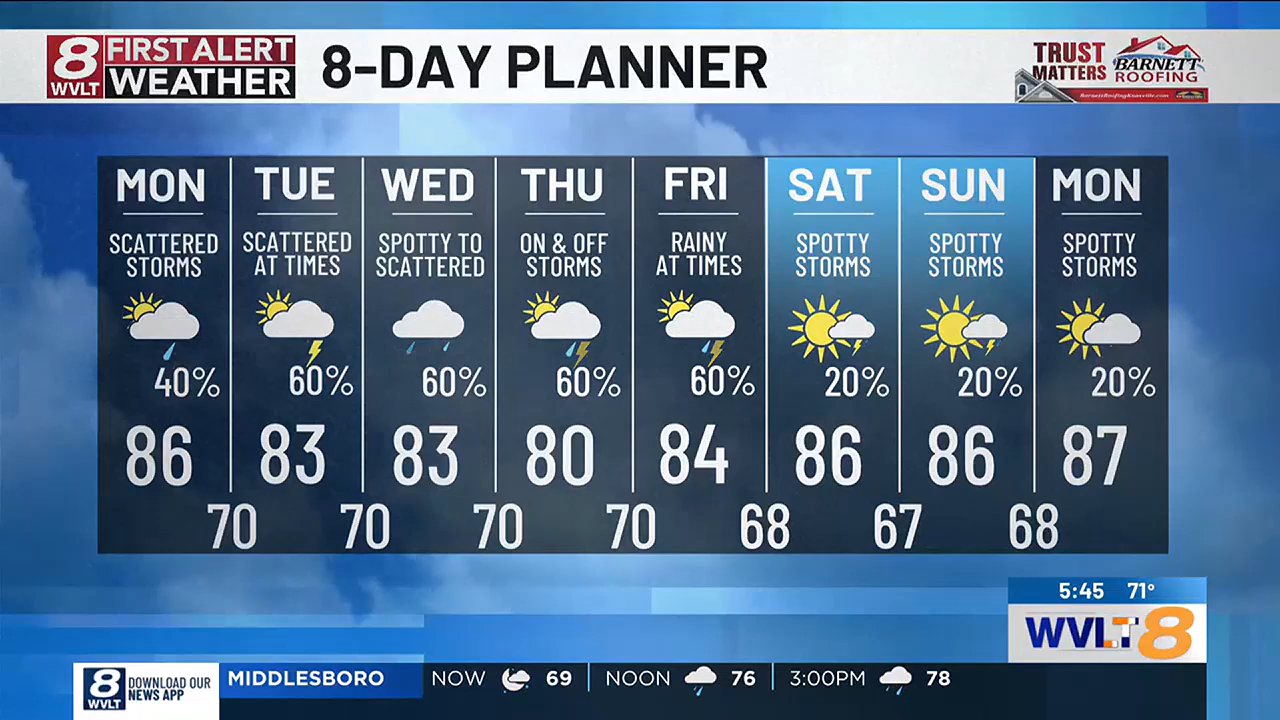 8 FIRST ALERT
WVLT WEATHER
8-DAY PLANNER
TRUST
MATTERS
BARNETT
ROOFING
BarnettRoofingKnoxville.com
MON TUE WED THU FRI SAT SUN MON
SCATTERED STORMS
SCATTERED AT TIMES
SPOTTY TO SCATTERED
ON & OFF STORMS
RAINY AT TIMES
SPOTTY STORMS
SPOTTY STORMS
SPOTTY STORMS
40% 60% 60% 60% 60% 20% 20% 20%
86 83 83 80 84 86 86 87
70 70 70 70 68 67 68
5:45 71°
WVLT 8
8 WVLT
DOWNLOAD OUR
NEWS APP
MIDDLESBORO NOW 69 NOON 76 3:00PM 78